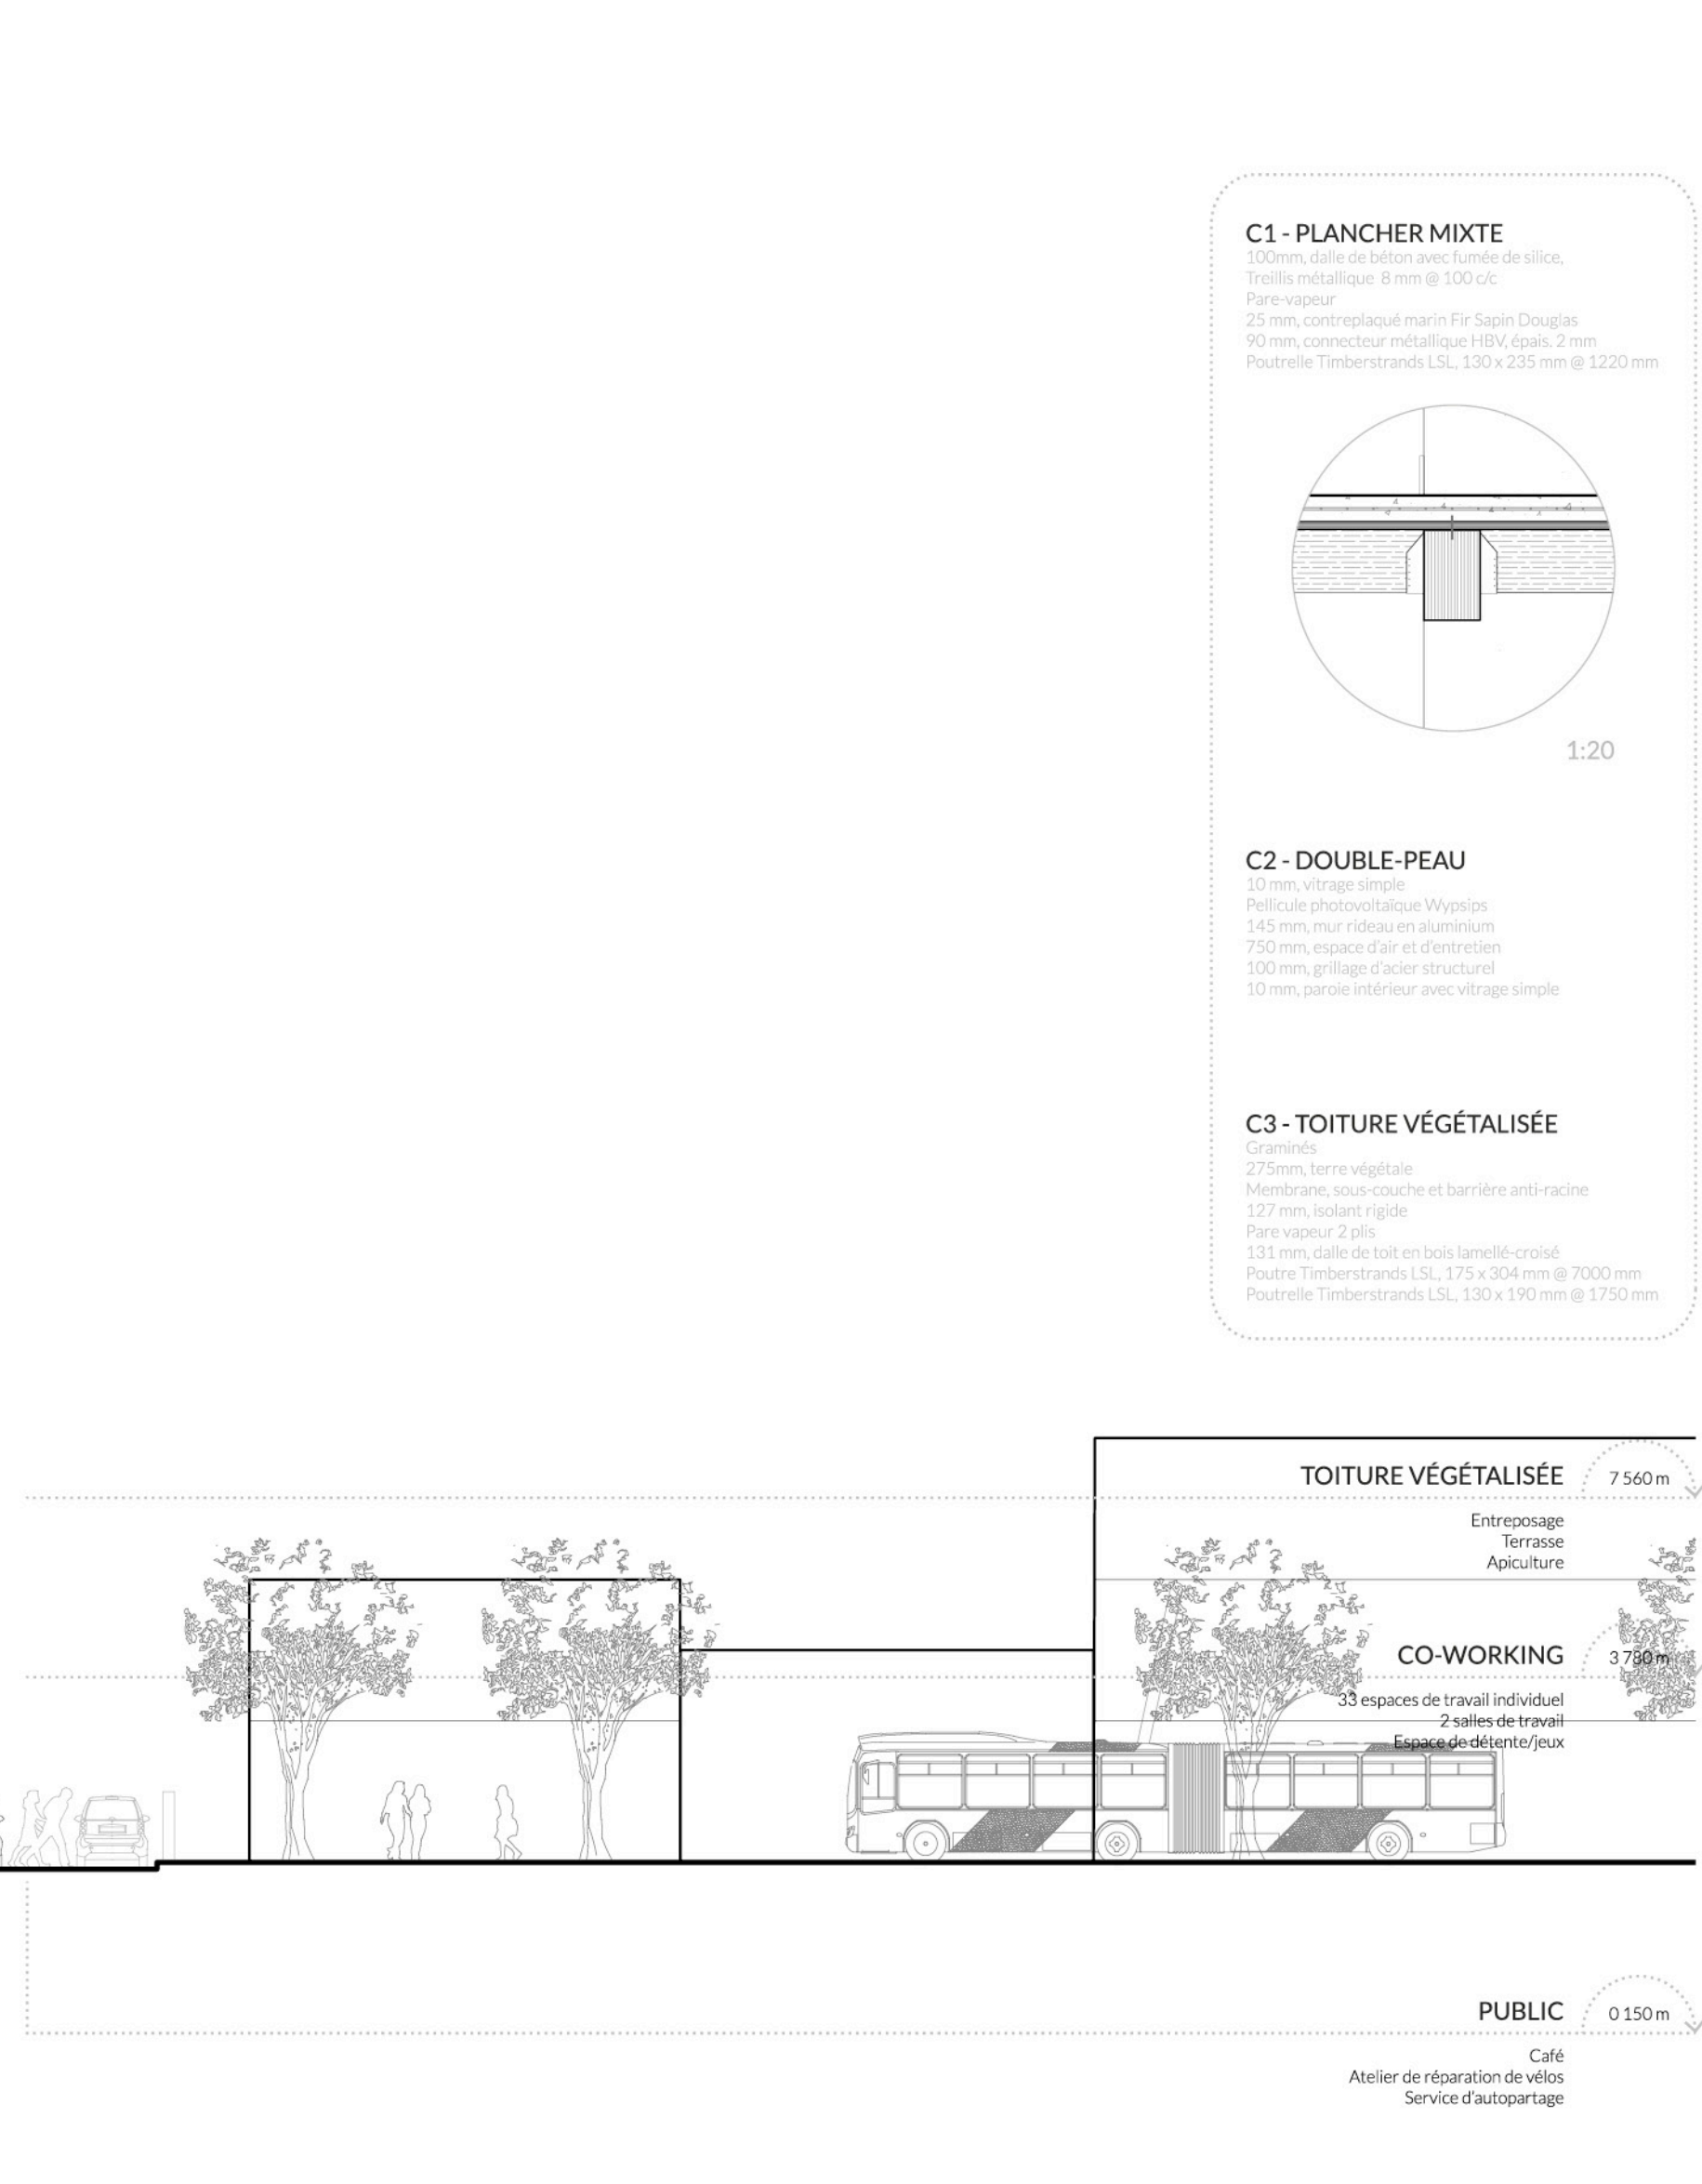 C1 - PLANCHER MIXTE
100mm, dalle de béton avec fumée de silice,
Treillis métallique 8 mm @ 100 c/c
Pare-vapeur
25 mm, contreplaqué marin Fir Sapin Douglas
90 mm, connecteur métallique HBV, épais. 2 mm
Poutrelle Timberstrands LSL, 130 x 235 mm @ 1220 mm
1:20
C2 - DOUBLE-PEAU
10 mm, vitrage simple
Pellicule photovoltaïque Wypsips
145 mm, mur rideau en aluminium
750 mm, espace d'air et d'entretien
100 mm, grillage d'acier structurel
10 mm, paroie intérieur avec vitrage simple
C3 - TOITURE VÉGÉTALISÉE
Graminés
275mm, terre végétale
Membrane, sous-couche et barrière anti-racine
127 mm, isolant rigide
Pare vapeur 2 plis
131 mm, dalle de toit en bois lamellé-croisé
Poutre Timberstrands LSL, 175 x 304 mm @ 7000 mm
Poutrelle Timberstrands LSL, 130 x 190 mm @ 1750 mm
TOITURE VÉGÉTALISÉE 7 560 m
Entreposage
Terrasse
Apiculture
CO-WORKING 3 780 m
33 espaces de travail individuel
2 salles de travail
Espace de détente/jeux
PUBLIC 0 150 m
Café
Atelier de réparation de vélos
Service d'autopartage